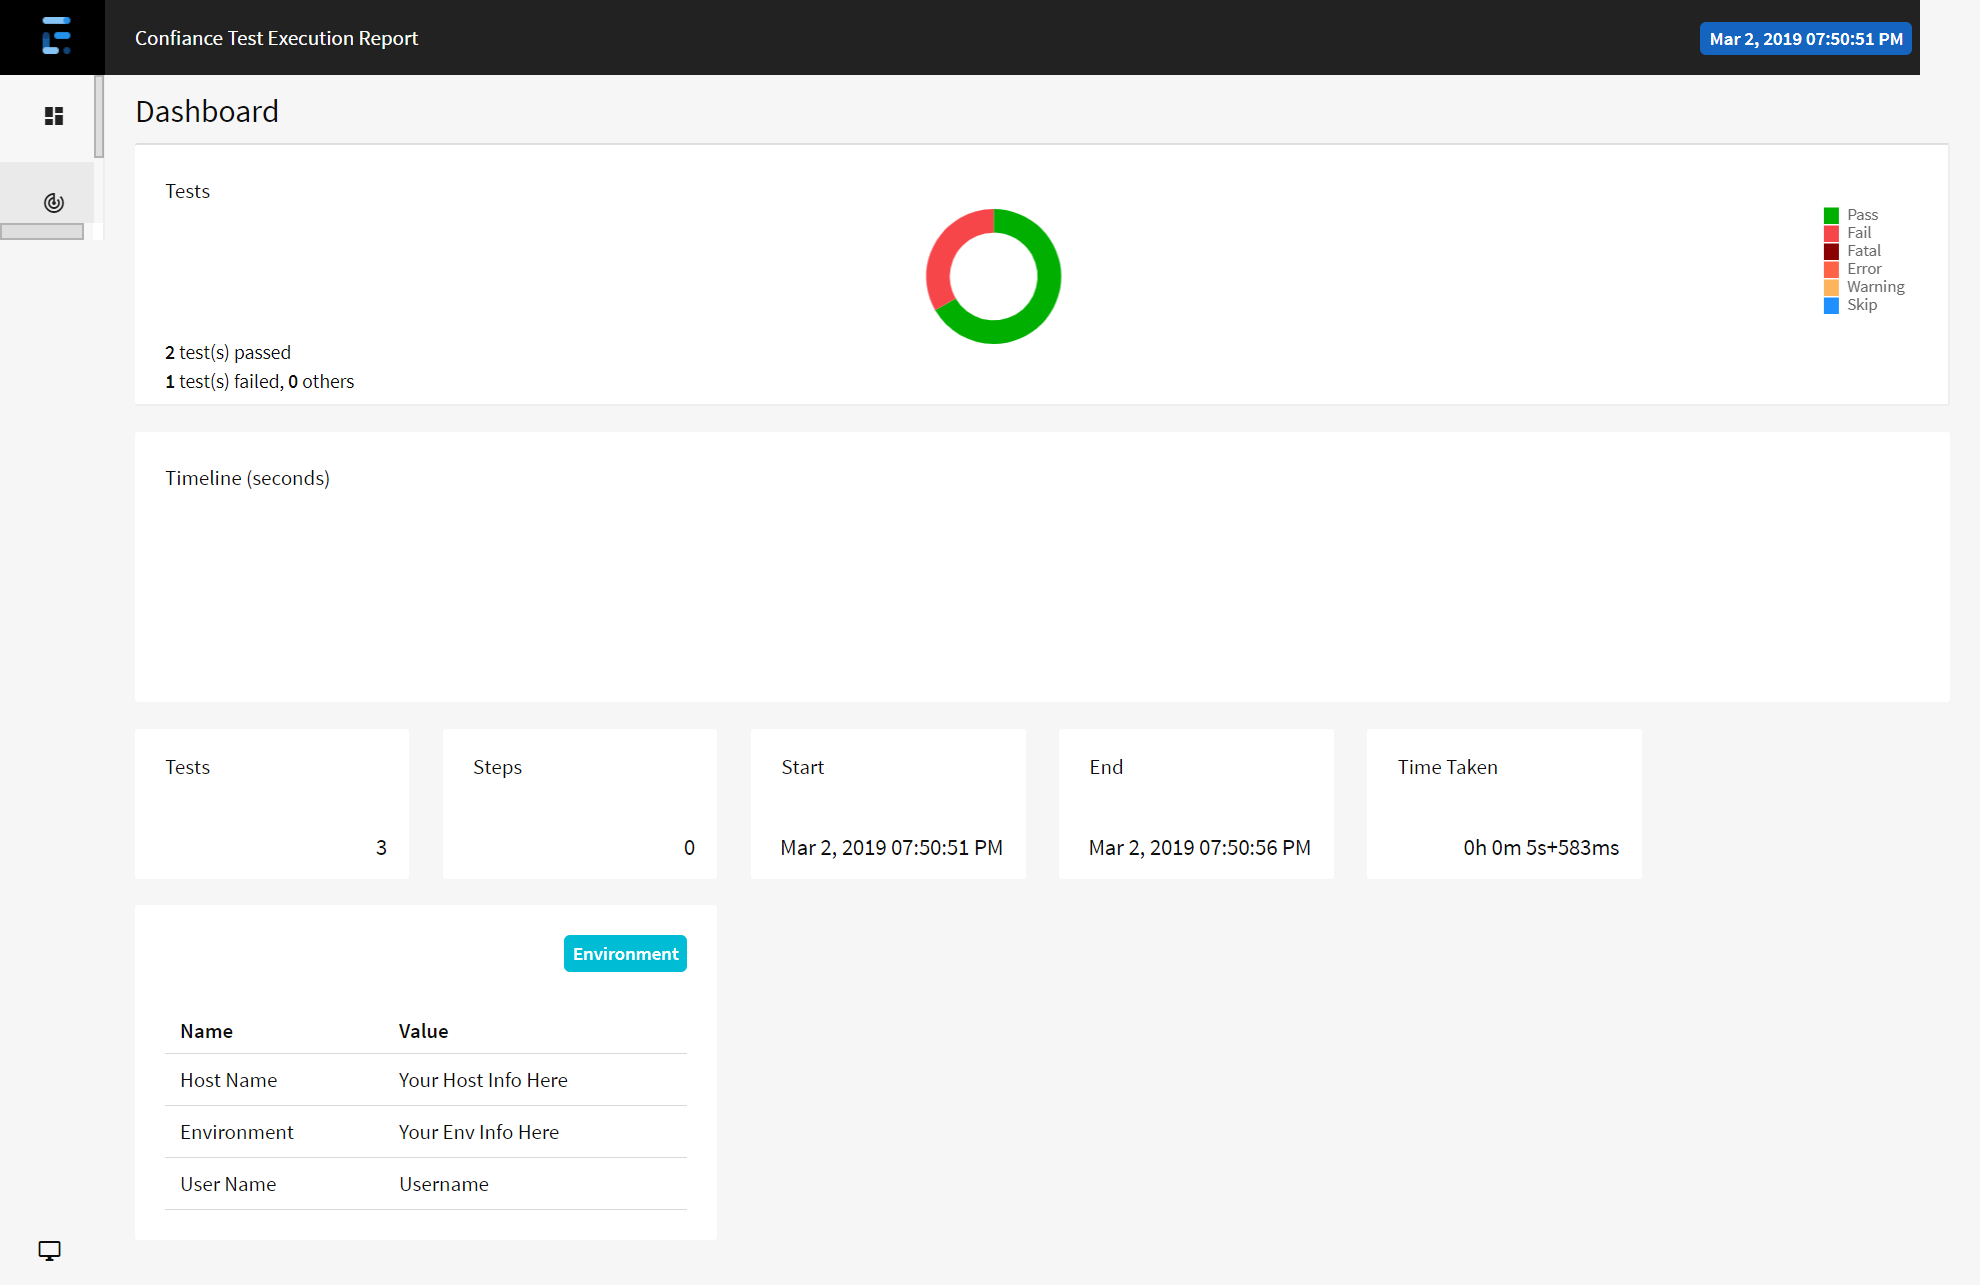 Confiance Test Execution Report
Mar 2, 2019 07:50:51 PM
Dashboard
Tests
Pass
Fail
Fatal
Error
Warning
Skip
2 test(s) passed
1 test(s) failed, 0 others
Timeline (seconds)
Tests
3
Steps
0
Start
Mar 2, 2019 07:50:51 PM
End
Mar 2, 2019 07:50:56 PM
Time Taken
0h 0m 5s+583ms
Environment
Name Value
Host Name Your Host Info Here
Environment Your Env Info Here
User Name Username